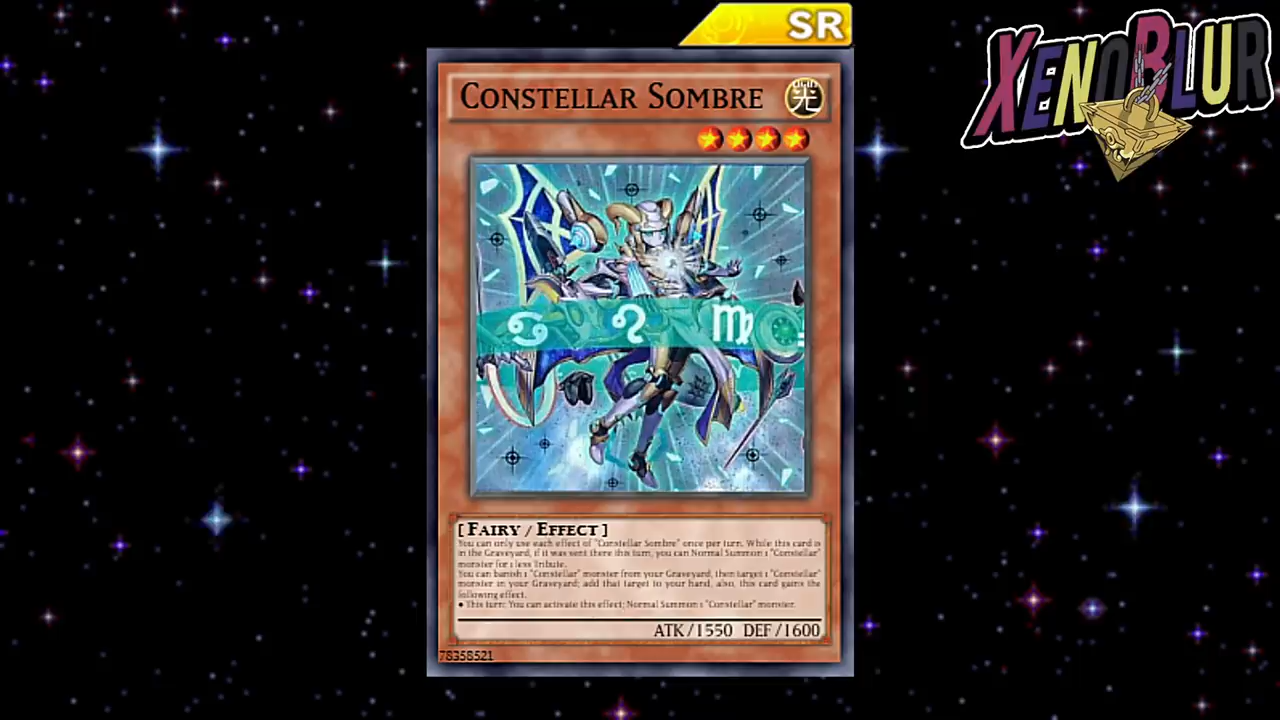 SR
XENOBLUR
CONSTELLAR SOMBRE
光
♋ ♌ ♍
[ FAIRY / EFFECT ]
You can only use each effect of "Constellar Sombre" once per turn. While this card is
in the Graveyard, if it was sent there this turn, you can Normal Summon 1 "Constellar"
monster for 1 less Tribute.
You can banish 1 "Constellar" monster from your Graveyard, then target 1 "Constellar"
monster in your Graveyard; add that target to your hand, also, this card gains the
following effect.
● This turn: You can activate this effect; Normal Summon 1 "Constellar" monster.
ATK/1550 DEF/1600
78358521